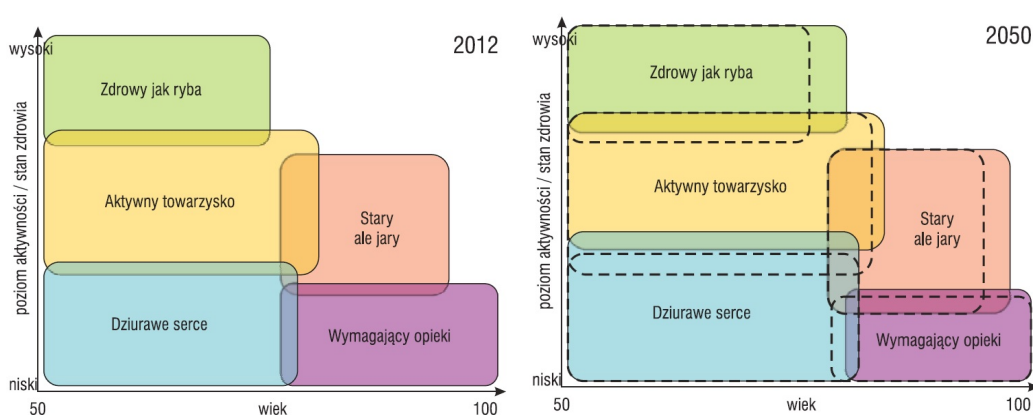 2012
wysoki
poziom aktywności / stan zdrowia
niski
Zdrowy jak ryba
Aktywny towarzysko
Stary
ale jary
Dziurawe serce
Wymagający opieki
50
wiek
100
2050
wysoki
poziom aktywności / stan zdrowia
niski
Zdrowy jak ryba
Aktywny towarzysko
Stary
ale jary
Dziurawe serce
Wymagający opieki
50
wiek
100